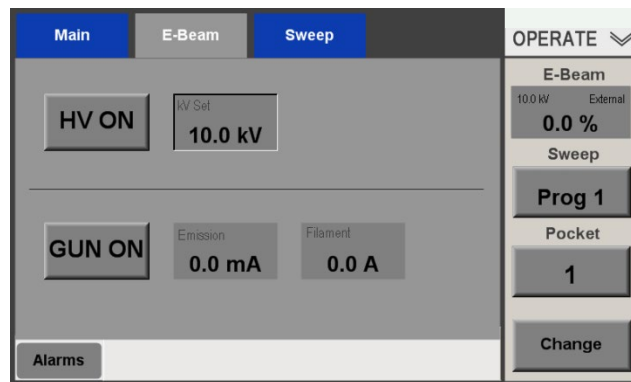 Main
E-Beam
Sweep
HV ON
kV Set
10.0 kV
GUN ON
Emission
0.0 mA
Filament
0.0 A
Alarms
OPERATE
E-Beam
10.0 kV External
0.0 %
Sweep
Prog 1
Pocket
1
Change